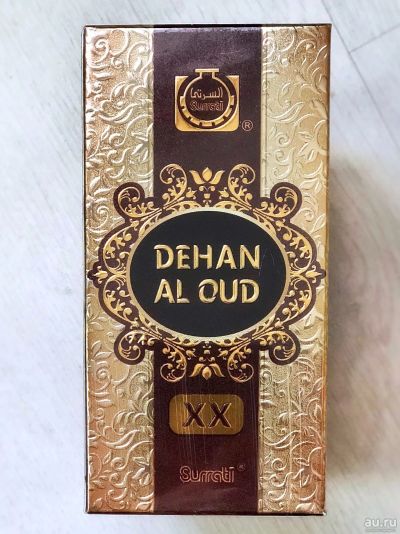 السرتي
Surrati
®
DEHAN
AL OUD
XX
Surrati®
au.ru